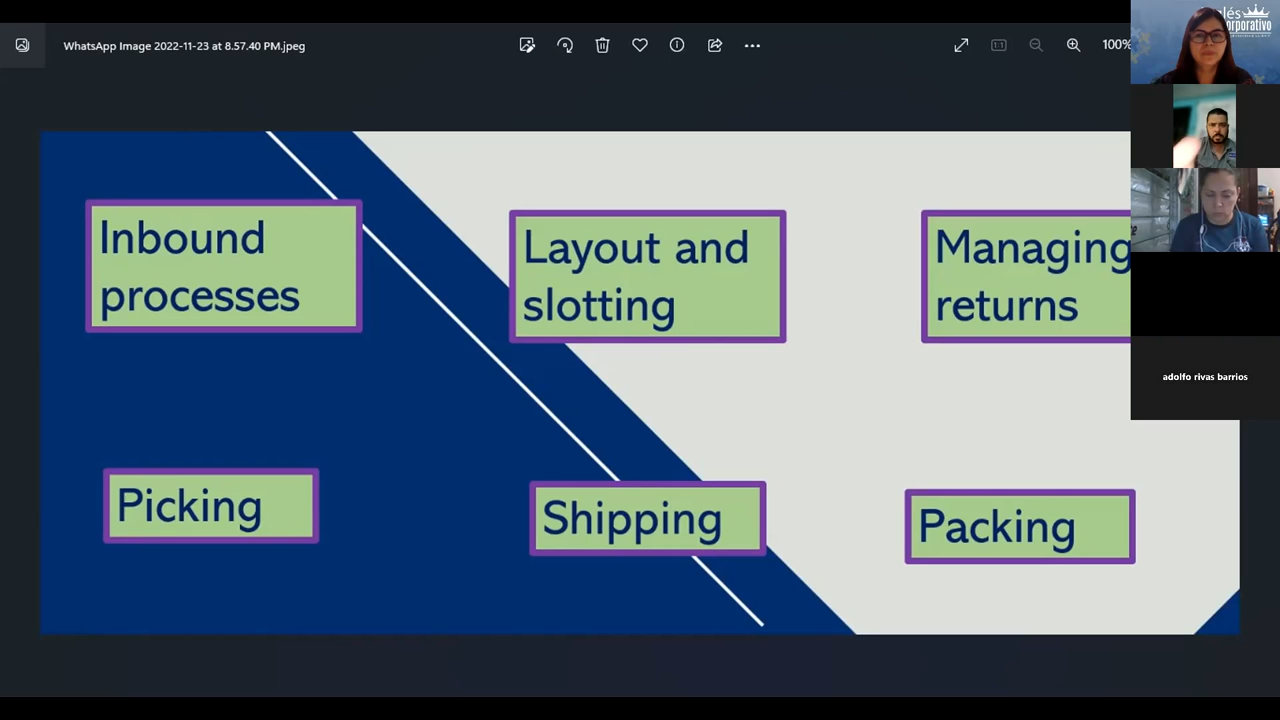 WhatsApp Image 2022-11-23 at 8.57.40 PM.jpeg
100%
Inbound
processes
Layout and
slotting
Managing
returns
Picking
Shipping
Packing
adolfo rivas barrios